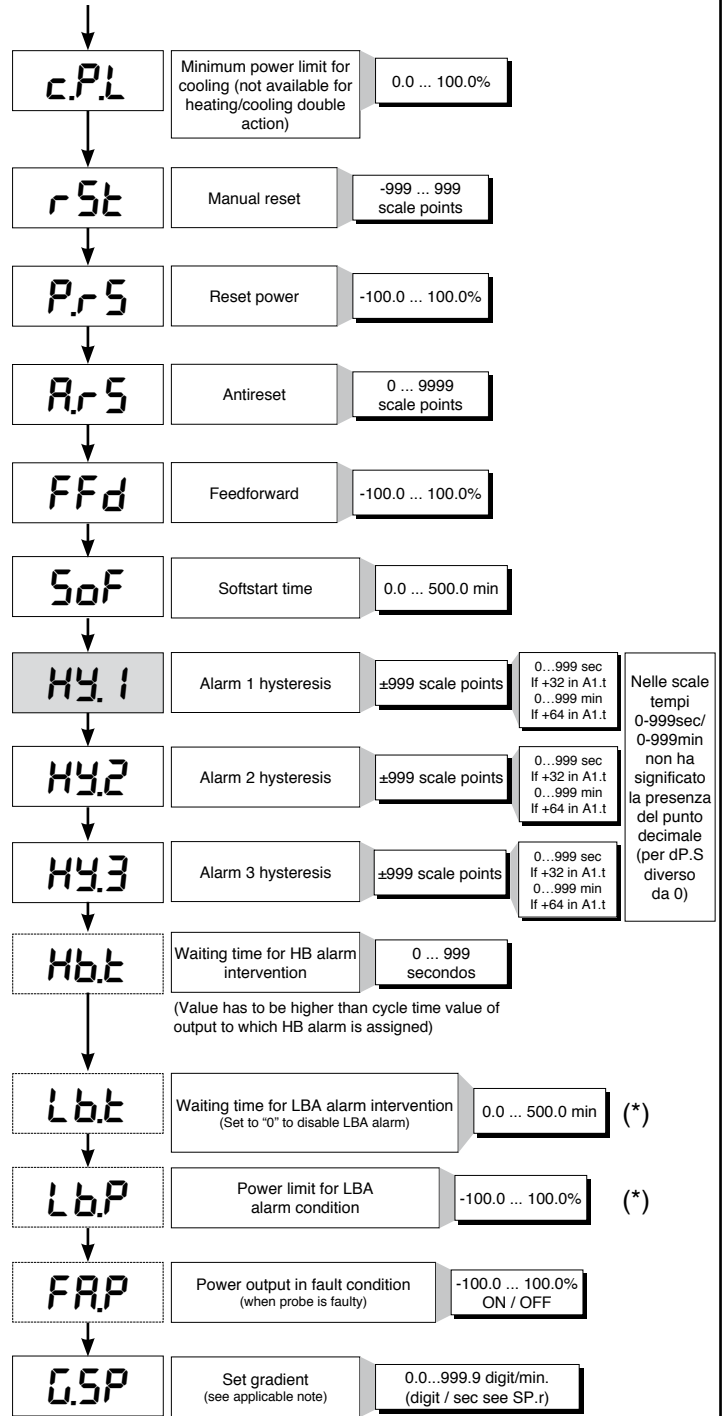 c.P.L
Minimum power limit for
cooling (not available for
heating/cooling double
action)
0.0 ... 100.0%
rSt
Manual reset
-999 ... 999
scale points
P.rS
Reset power
-100.0 ... 100.0%
A.rS
Antireset
0 ... 9999
scale points
FFd
Feedforward
-100.0 ... 100.0%
SoF
Softstart time
0.0 ... 500.0 min
HY.1
Alarm 1 hysteresis
±999 scale points
0…999 sec
If +32 in A1.t
0…999 min
If +64 in A1.t
Nelle scale
tempi
0-999sec/
0-999min
non ha
significato
la presenza
del punto
decimale
(per dP.S
diverso
da 0)
HY.2
Alarm 2 hysteresis
±999 scale points
0…999 sec
If +32 in A1.t
0…999 min
If +64 in A1.t
HY.3
Alarm 3 hysteresis
±999 scale points
0…999 sec
If +32 in A1.t
0…999 min
If +64 in A1.t
Hb.t
Waiting time for HB alarm
intervention
0 ... 999
secondos
(Value has to be higher than cycle time value of
output to which HB alarm is assigned)
Lb.t
Waiting time for LBA alarm intervention
(Set to “0” to disable LBA alarm)
0.0 ... 500.0 min
(*)
Lb.P
Power limit for LBA
alarm condition
-100.0 ... 100.0%
(*)
FA.P
Power output in fault condition
(when probe is faulty)
-100.0 ... 100.0%
ON / OFF
G.SP
Set gradient
(see applicable note)
0.0...999.9 digit/min.
(digit / sec see SP.r)